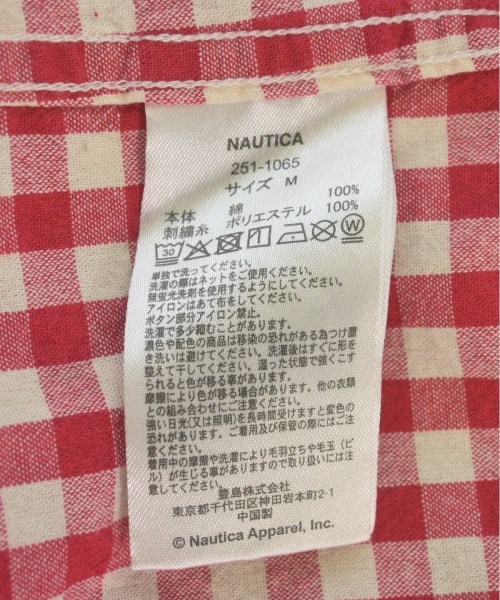 NAUTICA
251-1065
サイズ M
本体 綿 100%
刺繍糸 ポリエステル 100%
30 W
単独で洗ってください。
洗濯の際はネットをご使用ください。
無蛍光洗剤を使用するようにしてください。
アイロンはあて布をしてください。
ボタン部分アイロン禁止。
洗濯で多少縮むことがあります。
濃色や配色の商品は移染の恐れがある為つけ置
き洗いは避けてください。洗濯後はすぐに形を
整えて干してください。湿った状態で強くこす
られると色が移る事があります。
摩擦により色が移る場合があります。他の衣類
との組み合わせにご注意ください。
強い日光(又は照明)を長時間受けますと変色の
恐れがあります。ご着用及び保管の際にはご注
意ください。
着用中の摩擦や洗濯により毛羽立ちや毛玉(ピ
ル)が生じる事がありますので取り扱いには注
意してください。
豊島株式会社
東京都千代田区神田岩本町2-1
中国製
© Nautica Apparel, Inc.